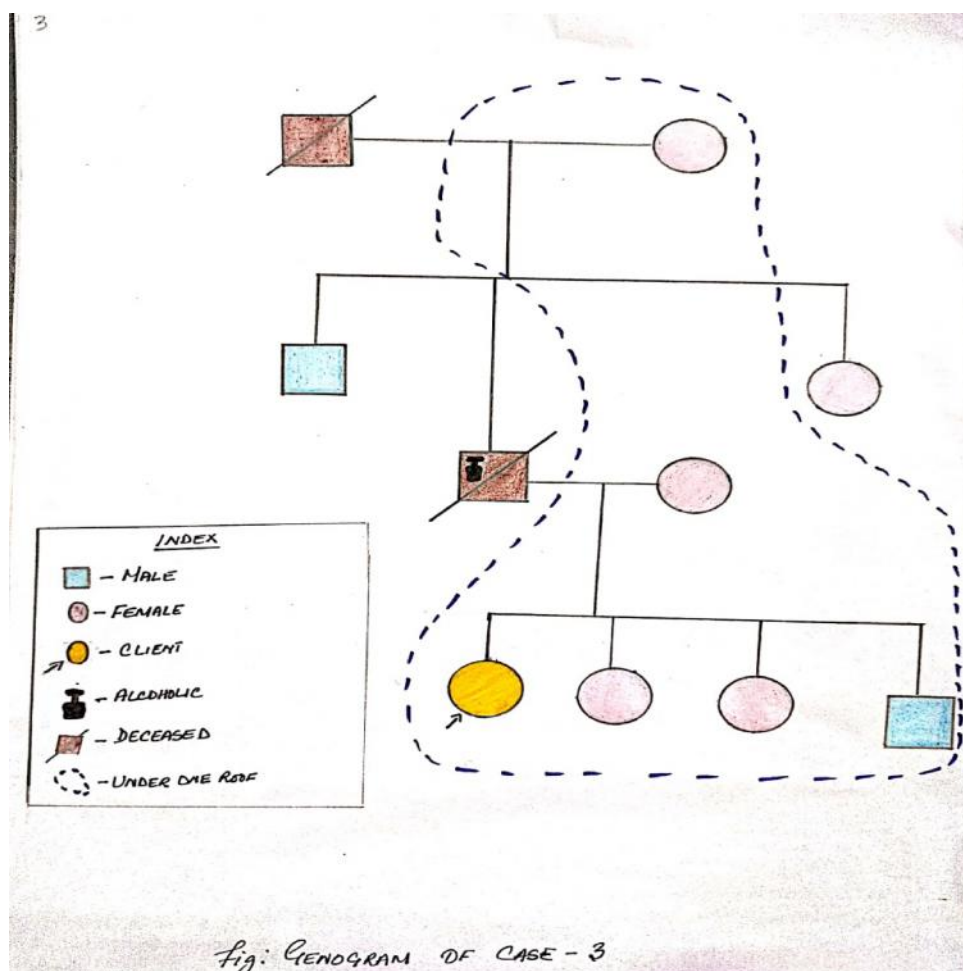 3
INDEX
- MALE
- FEMALE
- CLIENT
- ALCOHOLIC
- DECEASED
- UNDER ONE ROOF
Fig: GENOGRAM OF CASE - 3